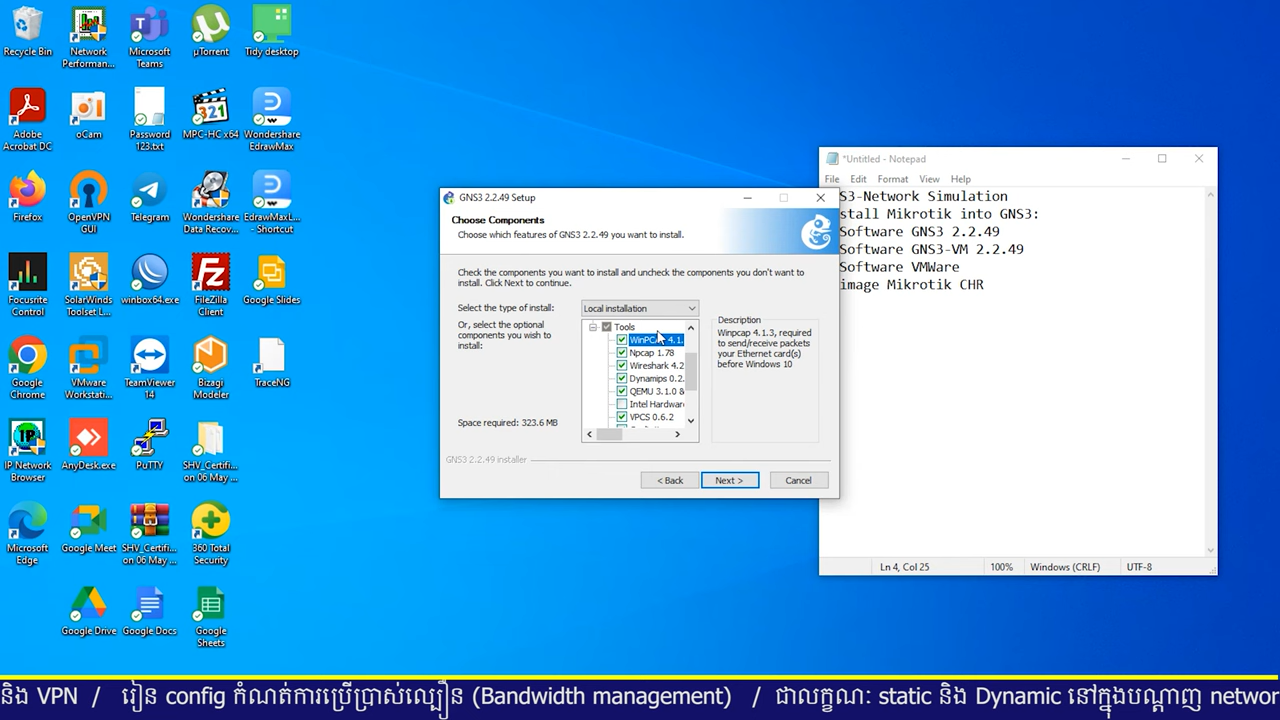 Recycle Bin
Network
Performan...
Microsoft
Teams
µTorrent
Tidy desktop
Adobe
Acrobat DC
oCam
Password
123.txt
MPC-HC x64
Wondershare
EdrawMax
Firefox
OpenVPN
GUI
Telegram
Wondershare
Data Recov...
EdrawMaxL...
- Shortcut
Focusrite
Control
SolarWinds
Toolset L...
winbox64.exe
FileZilla
Client
Google Slides
Google
Chrome
VMware
Workstati...
TeamViewer
14
Bizagi
Modeler
TraceNG
IP Network
Browser
AnyDesk.exe
PuTTY
SHV_Certifi...
on 06 May ...
Microsoft
Edge
Google Meet
SHV_Certifi...
on 06 May ...
360 Total
Security
Google Drive
Google Docs
Google
Sheets
GNS3 2.2.49 Setup
Choose Components
Choose which features of GNS3 2.2.49 you want to install.
Check the components you want to install and uncheck the components you don't want to
install. Click Next to continue.
Select the type of install:
Local installation
Or, select the optional
components you wish to
install:
Tools
WinPCAP 4.1.
Npcap 1.78
Wireshark 4.2
Dynamips 0.2.
QEMU 3.1.0 &
Intel Hardwar
VPCS 0.6.2
Description
Winpcap 4.1.3, required
to send/receive packets
your Ethernet card(s)
before Windows 10
Space required: 323.6 MB
GNS3 2.2.49 installer
< Back
Next >
Cancel
*Untitled - Notepad
File Edit Format View Help
S3-Network Simulation
stall Mikrotik into GNS3:
Software GNS3 2.2.49
Software GNS3-VM 2.2.49
Software VMWare
image Mikrotik CHR
Ln 4, Col 25
100%
Windows (CRLF)
UTF-8
និង VPN / រៀន config កំណត់ការប្រើប្រាស់ល្បឿន (Bandwidth management) / ជាលក្ខណៈ static និង Dynamic នៅក្នុងបណ្តាញ networ